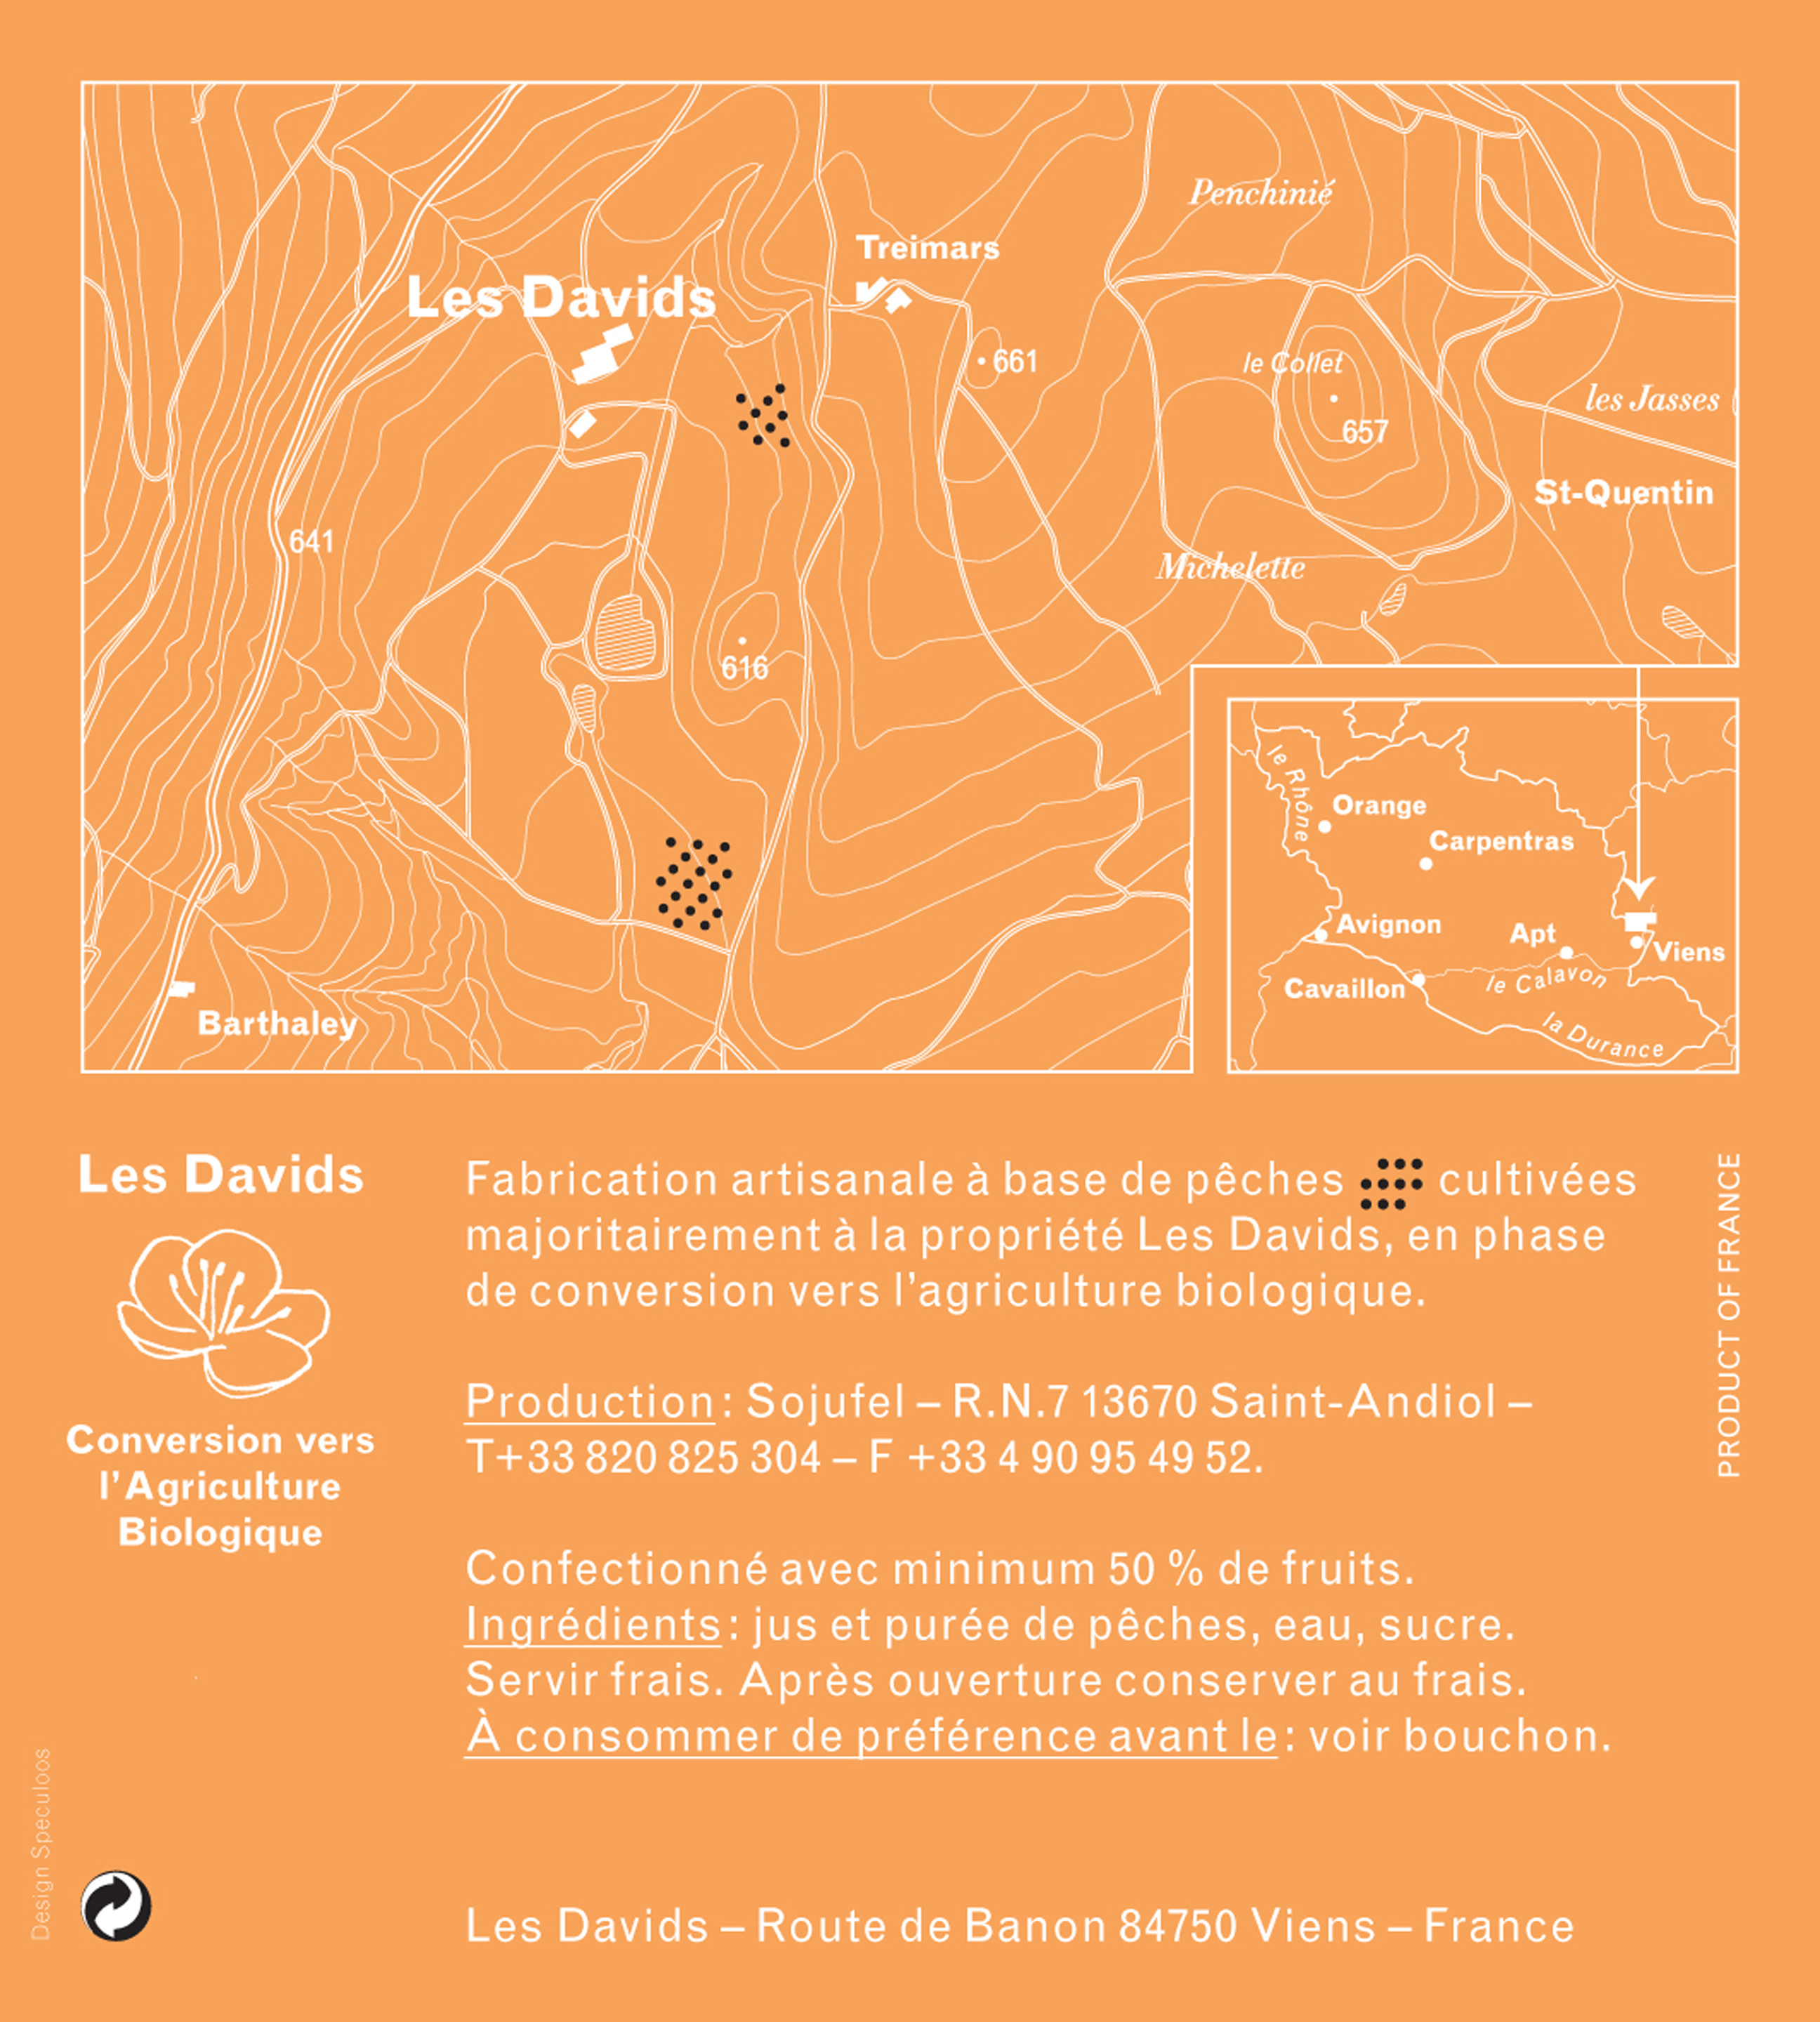 Penchinié
Treimars
Les Davids
661
le Collet
657
les Jasses
St-Quentin
641
Michelette
616
Barthaley
le Rhône
Orange
Carpentras
Avignon
Apt
Viens
Cavaillon
le Calavon
la Durance
Les Davids
Conversion vers
l’Agriculture
Biologique
Fabrication artisanale à base de pêches cultivées
majoritairement à la propriété Les Davids, en phase
de conversion vers l’agriculture biologique.
Production : Sojufel – R.N.7 13670 Saint-Andiol –
T+33 820 825 304 – F +33 4 90 95 49 52.
Confectionné avec minimum 50 % de fruits.
Ingrédients : jus et purée de pêches, eau, sucre.
Servir frais. Après ouverture conserver au frais.
À consommer de préférence avant le : voir bouchon.
Les Davids – Route de Banon 84750 Viens – France
PRODUCT OF FRANCE
Design Speculoos